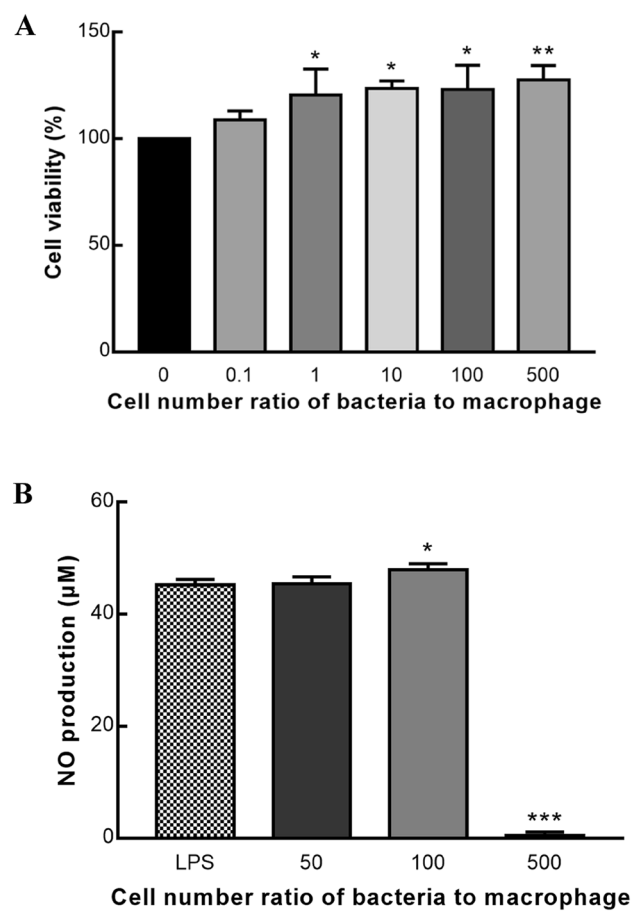 A
Cell viability (%)
150
100
50
0
* * * **
0 0.1 1 10 100 500
Cell number ratio of bacteria to macrophage
B
NO production (µM)
60
40
20
0
* ***
LPS 50 100 500
Cell number ratio of bacteria to macrophage